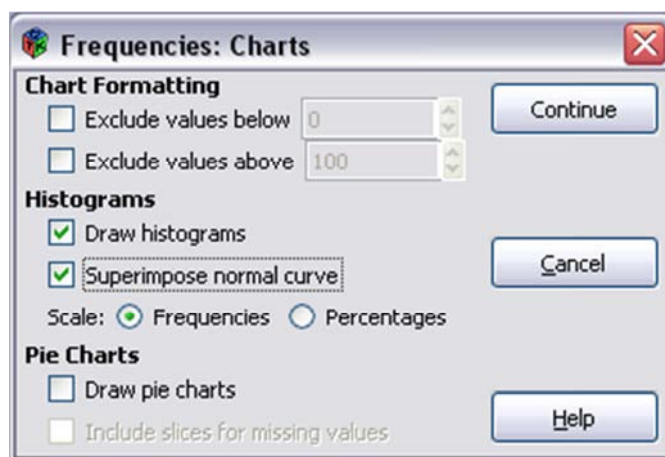 Frequencies: Charts
Chart Formatting
Exclude values below 0
Continue
Exclude values above 100
Histograms
Draw histograms
Superimpose normal curve
Cancel
Scale: Frequencies Percentages
Pie Charts
Draw pie charts
Include slices for missing values
Help